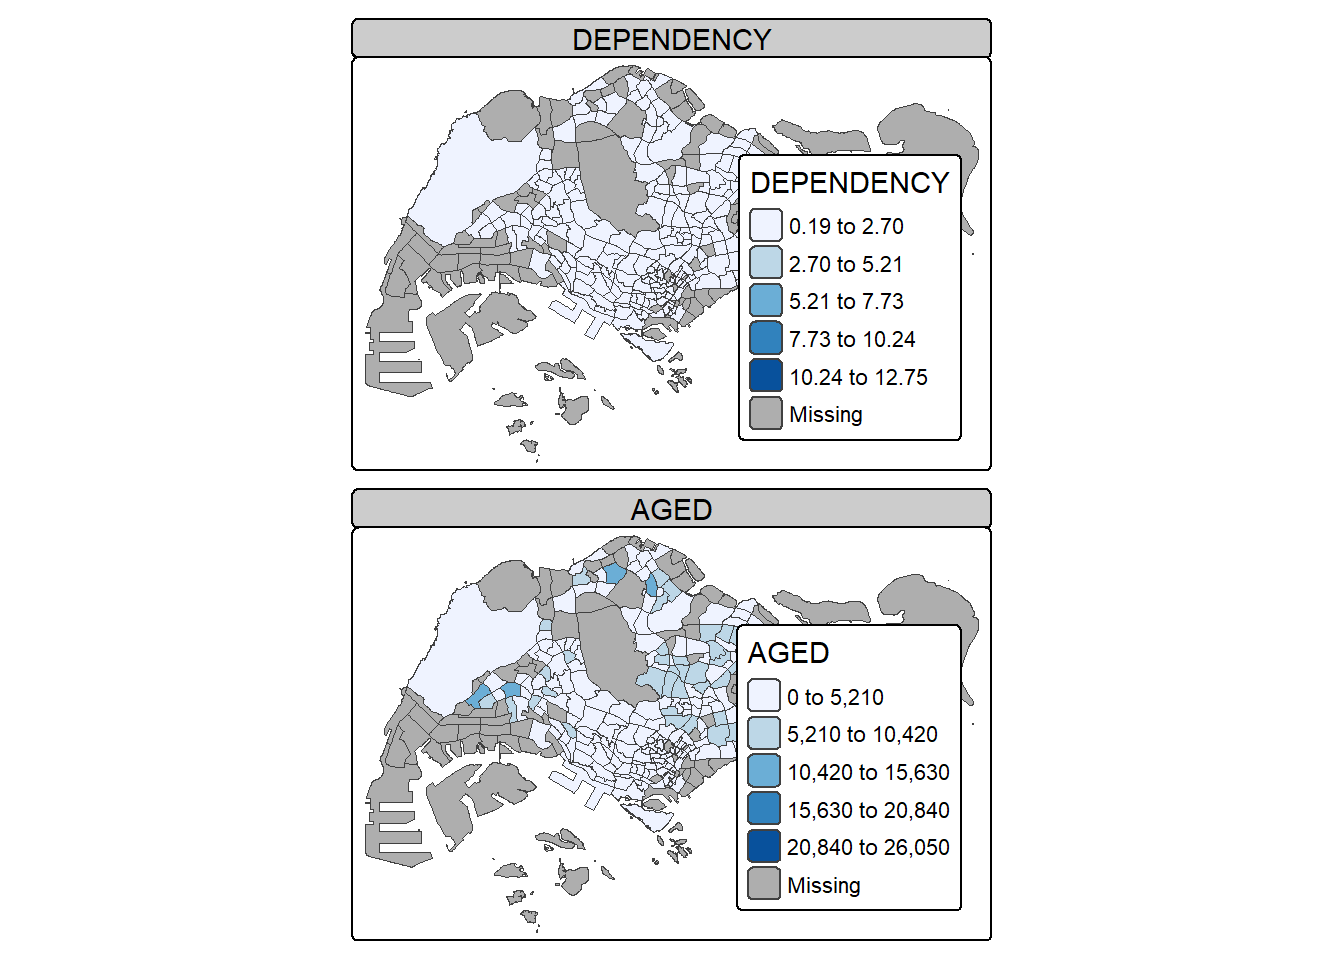 DEPENDENCY
DEPENDENCY
0.19 to 2.70
2.70 to 5.21
5.21 to 7.73
7.73 to 10.24
10.24 to 12.75
Missing
AGED
AGED
0 to 5,210
5,210 to 10,420
10,420 to 15,630
15,630 to 20,840
20,840 to 26,050
Missing